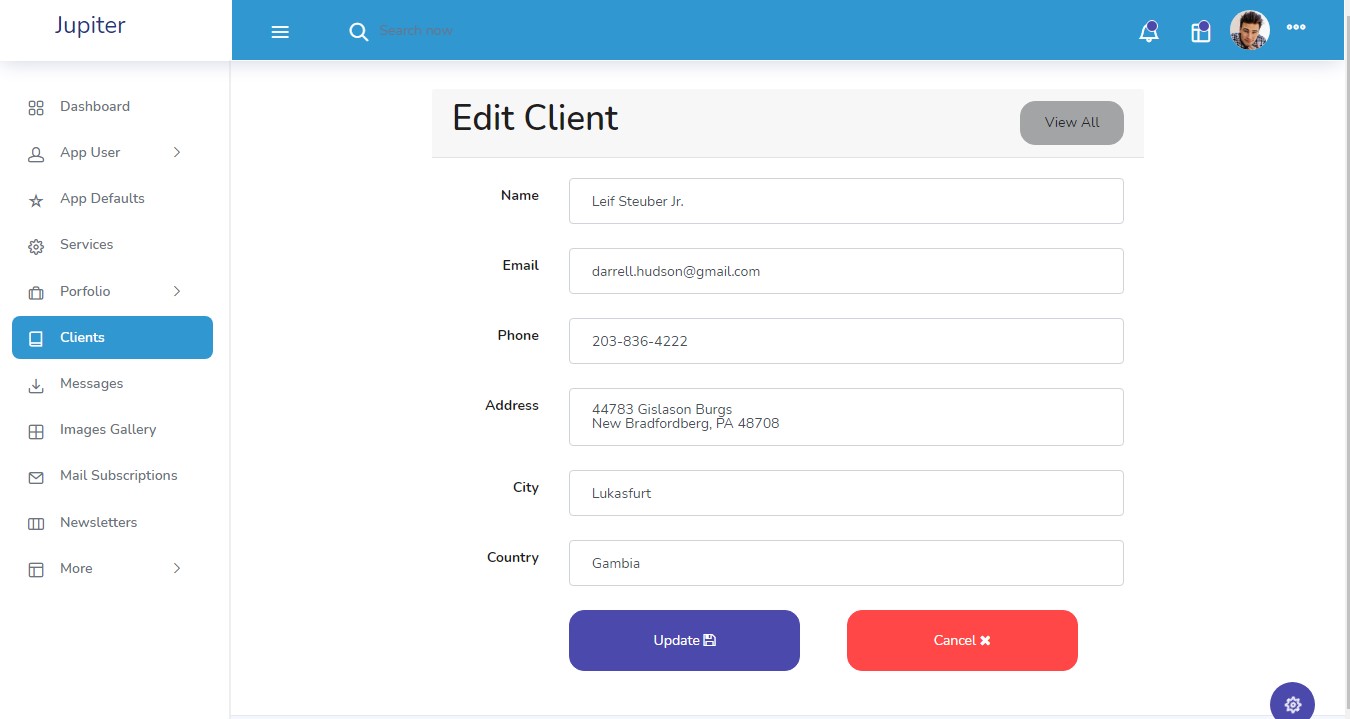 Jupiter
Search now
Dashboard
App User
App Defaults
Services
Porfolio
Clients
Messages
Images Gallery
Mail Subscriptions
Newsletters
More
Edit Client
View All
Name
Leif Steuber Jr.
Email
darrell.hudson@gmail.com
Phone
203-836-4222
Address
44783 Gislason Burgs
New Bradfordberg, PA 48708
City
Lukasfurt
Country
Gambia
Update
Cancel